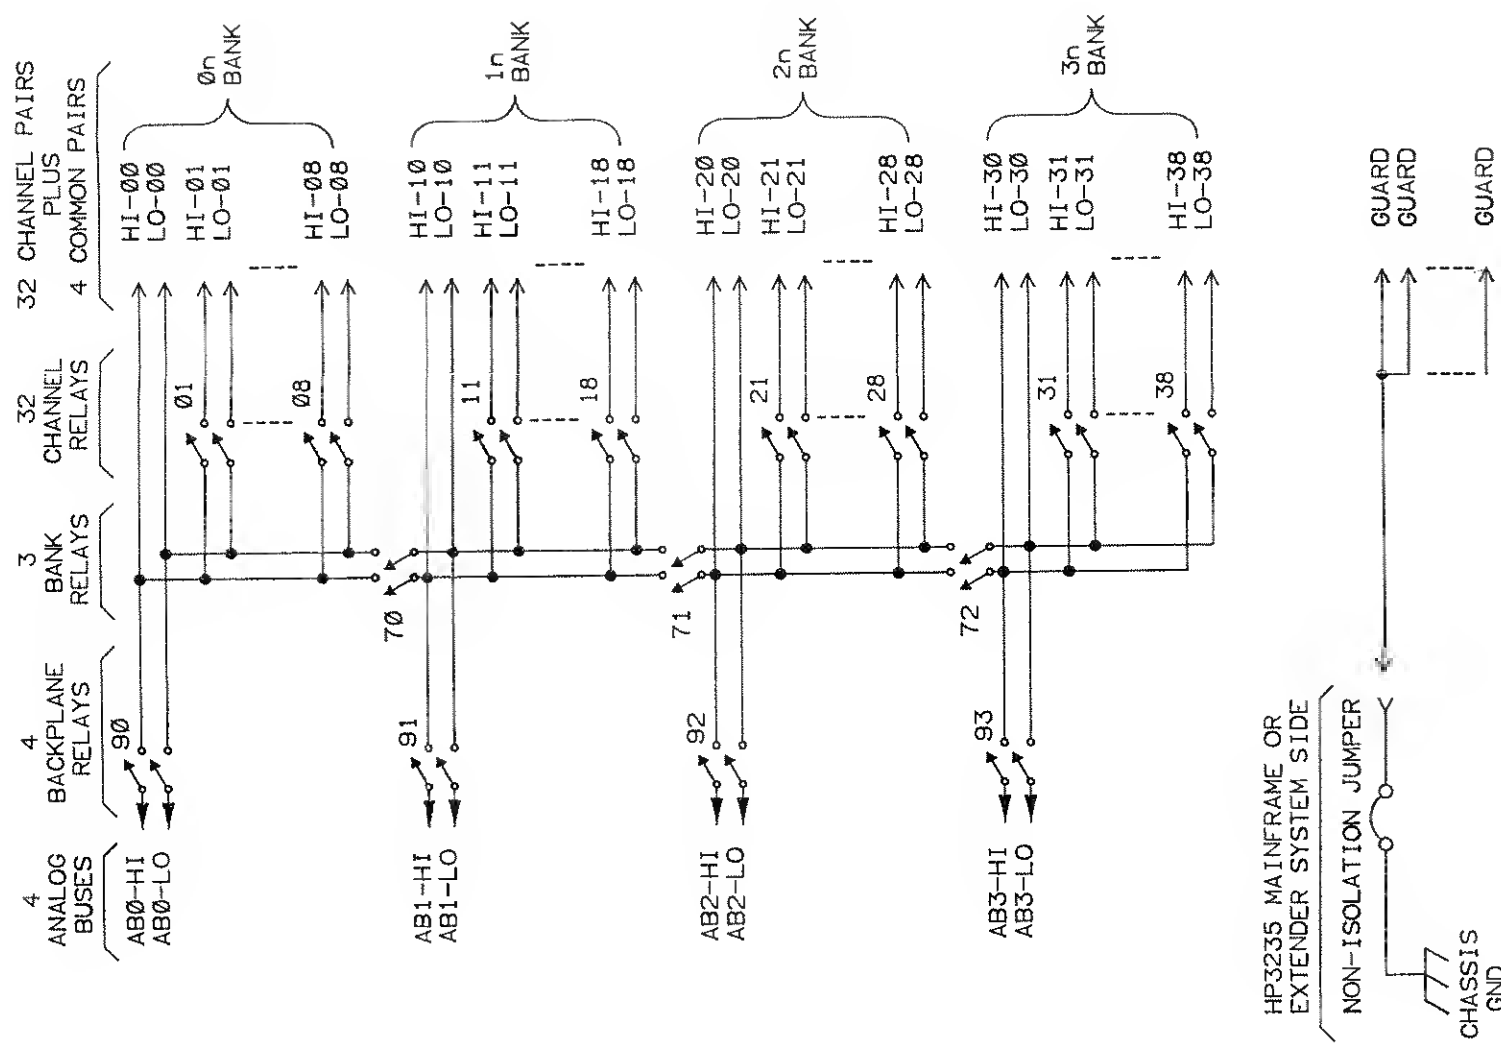 4
ANALOG
BUSES
4
BACKPLANE
RELAYS
3
BANK
RELAYS
32
CHANNEL
RELAYS
32 CHANNEL PAIRS
PLUS
4 COMMON PAIRS
ABØ-HI
ABØ-LO
9Ø
Ø1
Ø8
HI-ØØ
LO-ØØ
HI-Ø1
LO-Ø1
HI-Ø8
LO-Ø8
Øn
BANK
7Ø
AB1-HI
AB1-LO
91
11
18
HI-1Ø
LO-1Ø
HI-11
LO-11
HI-18
LO-18
1n
BANK
71
AB2-HI
AB2-LO
92
21
28
HI-2Ø
LO-2Ø
HI-21
LO-21
HI-28
LO-28
2n
BANK
72
AB3-HI
AB3-LO
93
31
38
HI-3Ø
LO-3Ø
HI-31
LO-31
HI-38
LO-38
3n
BANK
HP3235 MAINFRAME OR
EXTENDER SYSTEM SIDE
NON-ISOLATION JUMPER
CHASSIS
GND
GUARD
GUARD
GUARD